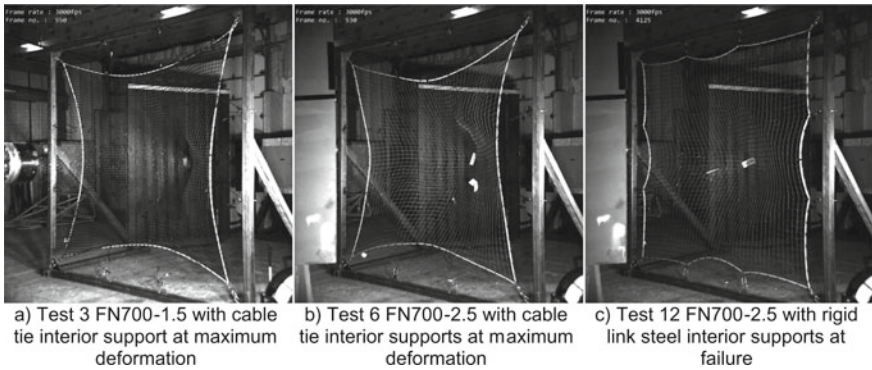 Frame rate : 3000fps
Frame no. : 550
Frame rate : 3000fps
Frame no. : 530
Frame rate : 3000fps
Frame no. : 4125
a) Test 3 FN700-1.5 with cable
tie interior support at maximum
deformation
b) Test 6 FN700-2.5 with cable
tie interior supports at maximum
deformation
c) Test 12 FN700-2.5 with rigid
link steel interior supports at
failure